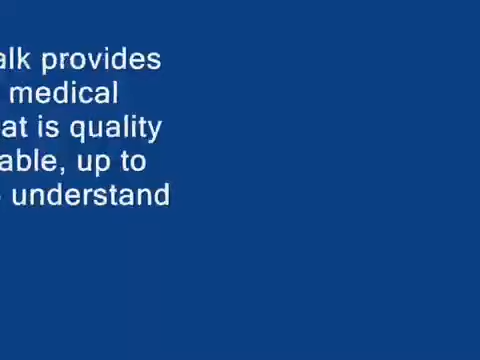 alk provides
medical
at is quality
able, up to
understand